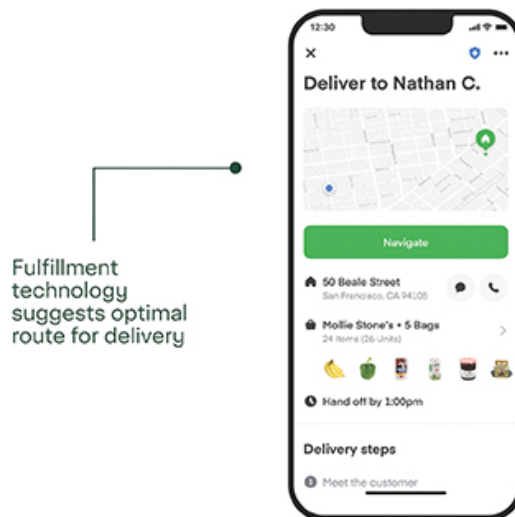 Fulfillment
technology
suggests optimal
route for delivery
12:30
Deliver to Nathan C.
Navigate
50 Beale Street
San Francisco, CA 94105
Mollie Stone's + 5 Bags
24 Items (26 Units)
Hand off by 1:00pm
Delivery steps
1 Meet the customer